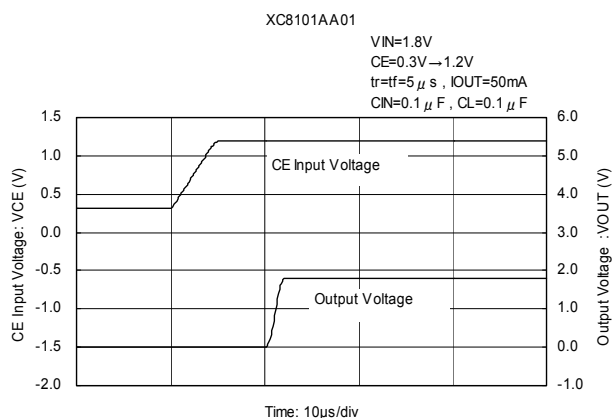 XC8101AA01
VIN=1.8V
CE=0.3V→1.2V
tr=tf=5μs , IOUT=50mA
CIN=0.1μF , CL=0.1μF
1.5
1.0
0.5
0.0
-0.5
-1.0
-1.5
-2.0
CE Input Voltage: VCE (V)
CE Input Voltage
Output Voltage
6.0
5.0
4.0
3.0
2.0
1.0
0.0
-1.0
Output Voltage :VOUT (V)
Time: 10μs/div